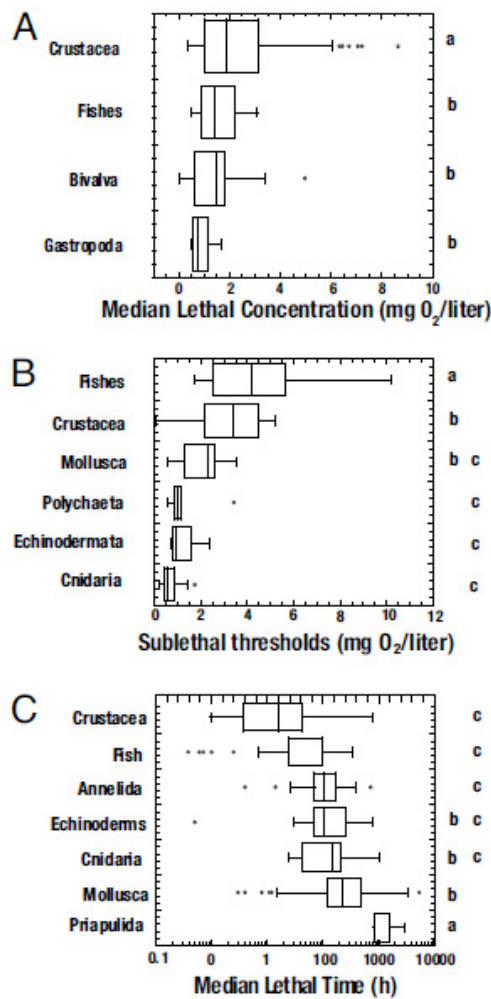 A
Crustacea a
Fishes b
Bivalva b
Gastropoda b
0 2 4 6 8 10
Median Lethal Concentration (mg O₂/liter)
B
Fishes a
Crustacea b
Mollusca b c
Polychaeta c
Echinodermata c
Cnidaria c
0 2 4 6 8 10 12
Sublethal thresholds (mg O₂/liter)
C
Crustacea c
Fish c
Annelida c
Echinoderms b c
Cnidaria b c
Mollusca b
Priapulida a
0.1 0 1 100 1000 10000
Median Lethal Time (h)